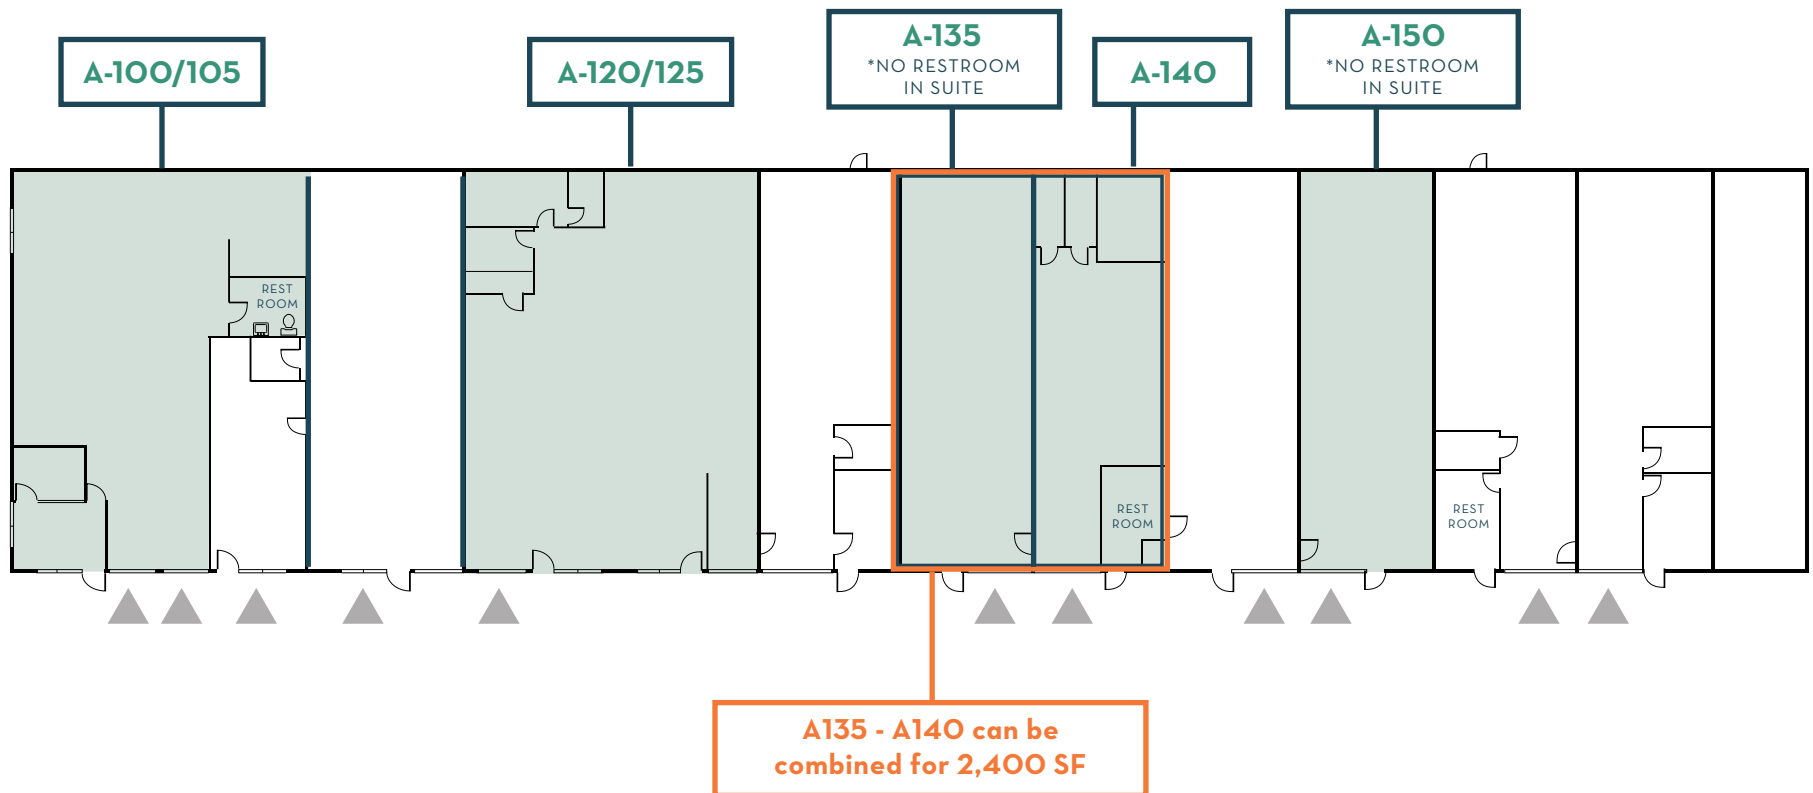 A-100/105
A-120/125
A-135
*NO RESTROOM
IN SUITE
A-140
A-150
*NO RESTROOM
IN SUITE
REST
ROOM
REST
ROOM
REST
ROOM
A135 - A140 can be
combined for 2,400 SF